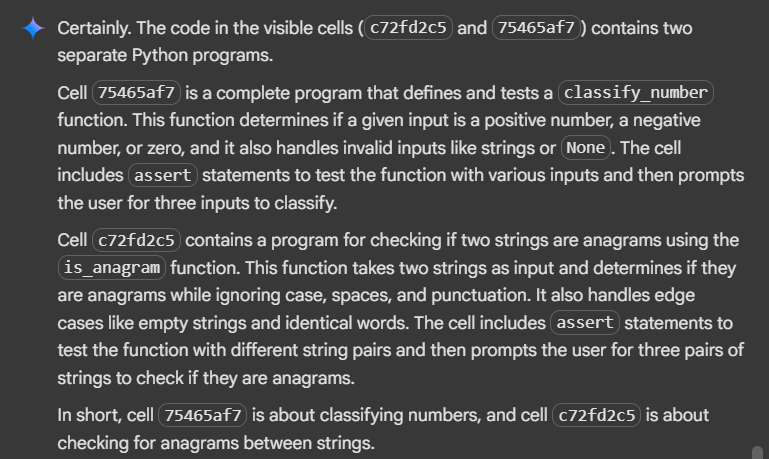 Certainly. The code in the visible cells ( c72fd2c5 and 75465af7 ) contains two
separate Python programs.
Cell 75465af7 is a complete program that defines and tests a classify_number
function. This function determines if a given input is a positive number, a negative
number, or zero, and it also handles invalid inputs like strings or None . The cell
includes assert statements to test the function with various inputs and then prompts
the user for three inputs to classify.
Cell c72fd2c5 contains a program for checking if two strings are anagrams using the
is_anagram function. This function takes two strings as input and determines if they
are anagrams while ignoring case, spaces, and punctuation. It also handles edge
cases like empty strings and identical words. The cell includes assert statements to
test the function with different string pairs and then prompts the user for three pairs of
strings to check if they are anagrams.
In short, cell 75465af7 is about classifying numbers, and cell c72fd2c5 is about
checking for anagrams between strings.